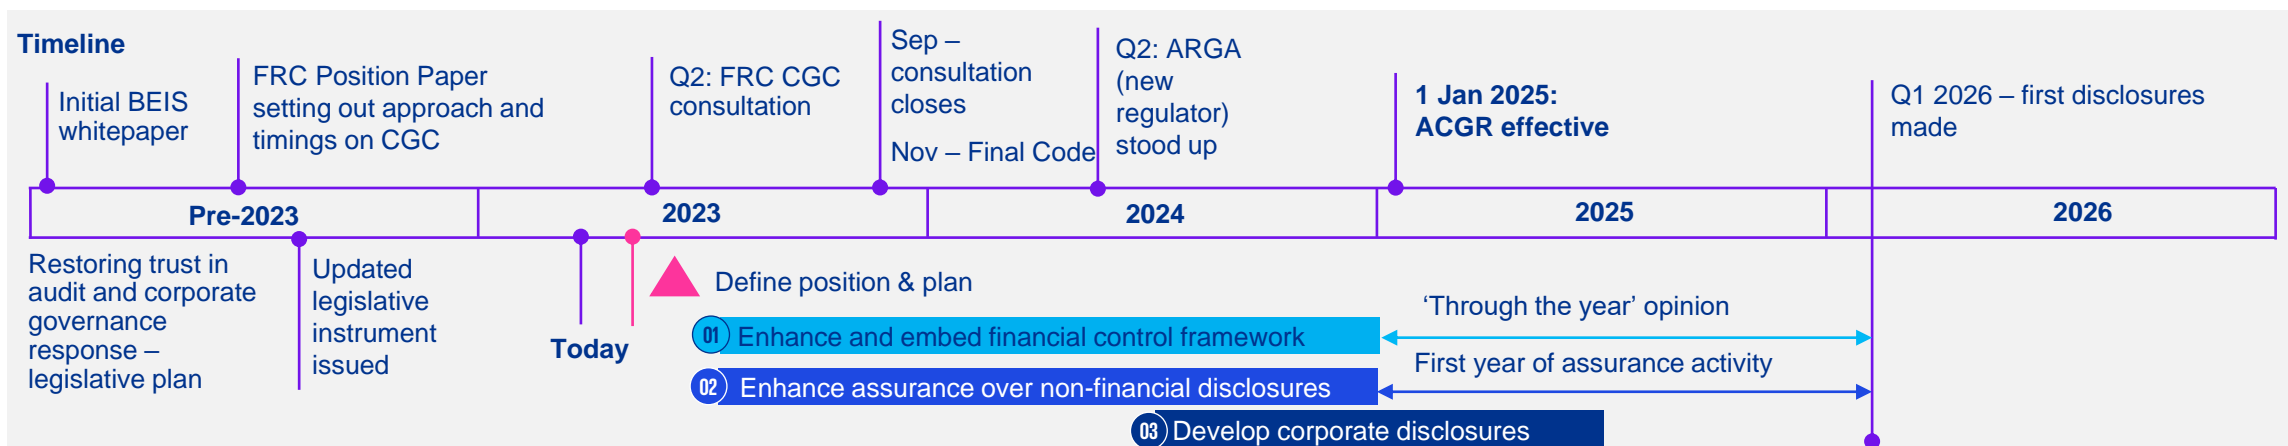 Timeline
Initial BEIS
whitepaper
FRC Position Paper
setting out approach and
timings on CGC
Q2: FRC CGC
consultation
Sep –
consultation
closes
Nov – Final Code
Q2: ARGA
(new
regulator)
stood up
1 Jan 2025:
ACGR effective
Q1 2026 – first disclosures
made
Pre-2023
2023
2024
2025
2026
Restoring trust in
audit and corporate
governance
response –
legislative plan
Updated
legislative
instrument
issued
Today
Define position & plan
01 Enhance and embed financial control framework
‘Through the year’ opinion
02 Enhance assurance over non-financial disclosures
First year of assurance activity
03 Develop corporate disclosures